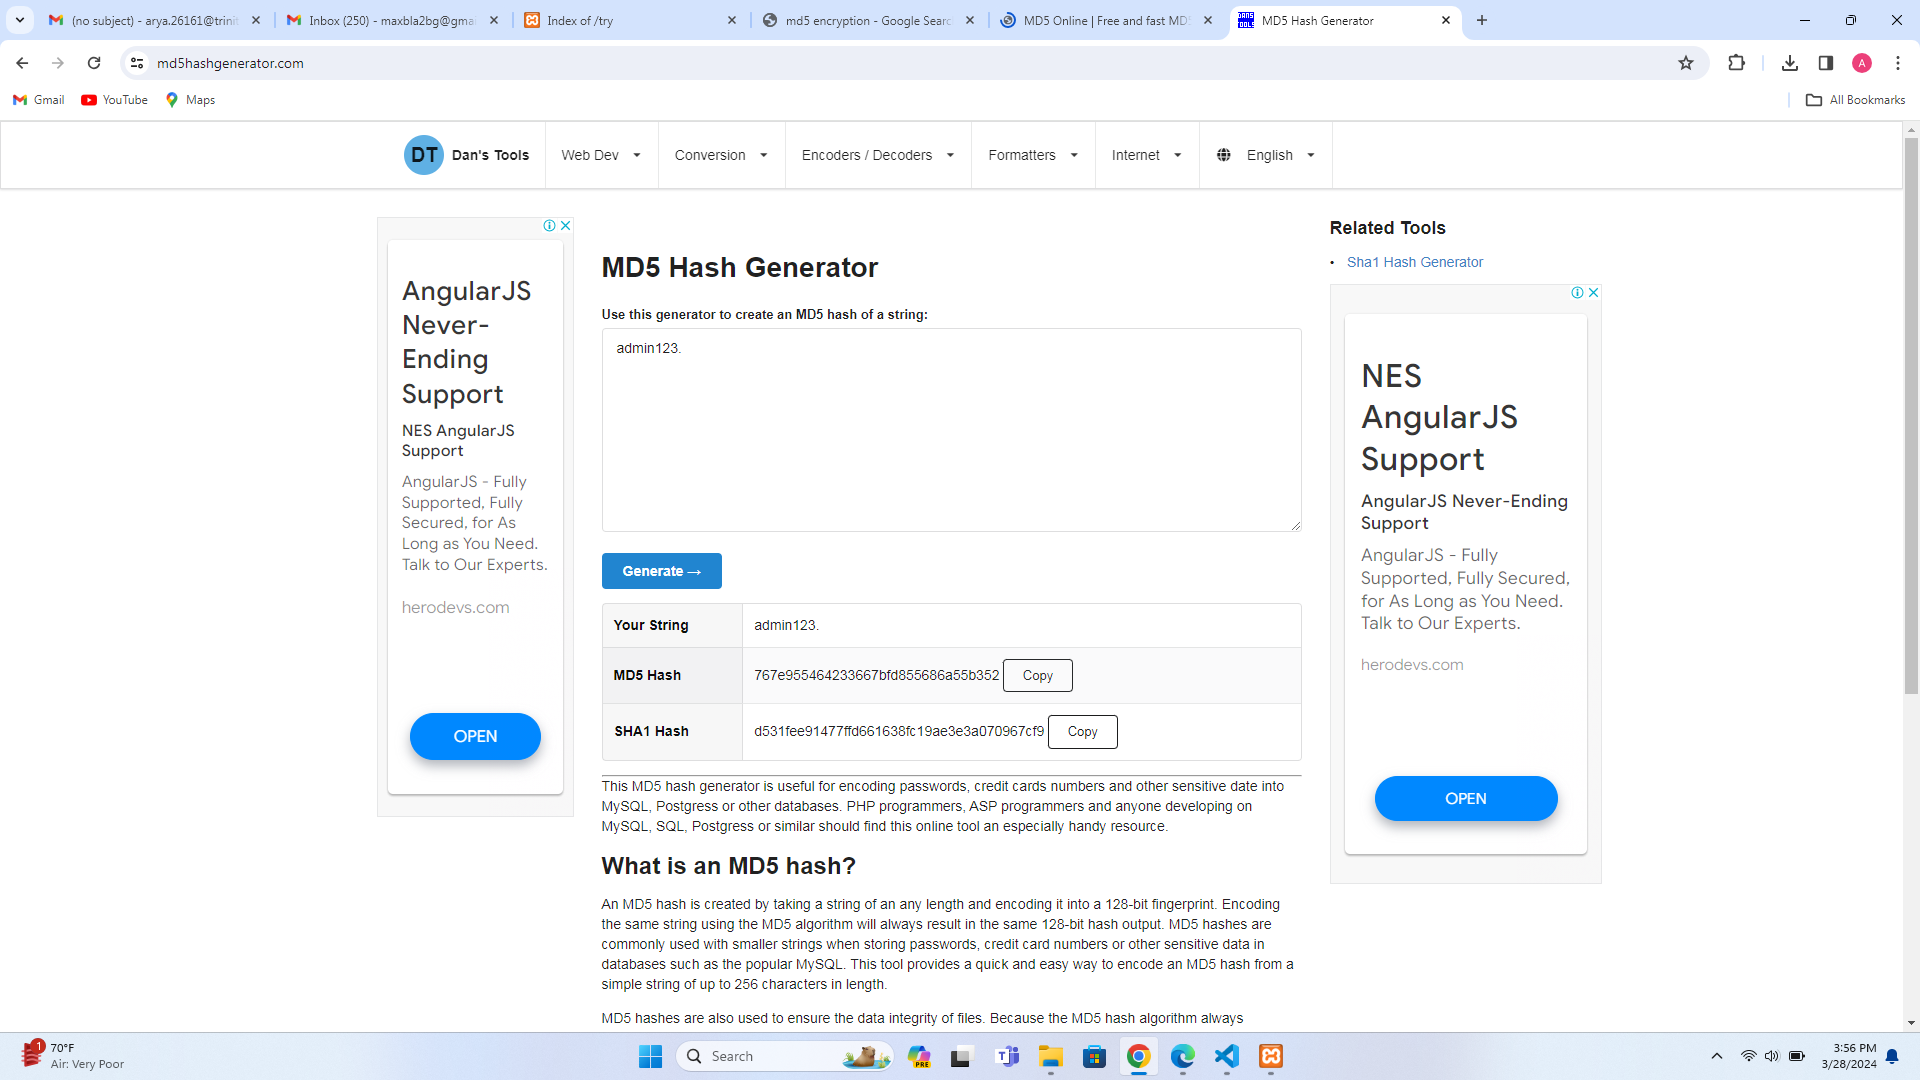 (no subject) - arya.26161@trinit
Inbox (250) - maxbla2bg@gmai
Index of /try
md5 encryption - Google Search
MD5 Online | Free and fast MD5
MD5 Hash Generator
md5hashgenerator.com
A
Gmail
YouTube
Maps
All Bookmarks
DT Dan's Tools
Web Dev
Conversion
Encoders / Decoders
Formatters
Internet
English
AngularJS
Never-
Ending
Support
NES AngularJS
Support
AngularJS - Fully
Supported, Fully
Secured, for As
Long as You Need.
Talk to Our Experts.
herodevs.com
OPEN
MD5 Hash Generator
Use this generator to create an MD5 hash of a string:
admin123.
Generate →
Your String admin123.
MD5 Hash 767e955464233667bfd855686a55b352 Copy
SHA1 Hash d531fee91477ffd661638fc19ae3e3a070967cf9 Copy
This MD5 hash generator is useful for encoding passwords, credit cards numbers and other sensitive date into
MySQL, Postgress or other databases. PHP programmers, ASP programmers and anyone developing on
MySQL, SQL, Postgress or similar should find this online tool an especially handy resource.
What is an MD5 hash?
An MD5 hash is created by taking a string of an any length and encoding it into a 128-bit fingerprint. Encoding
the same string using the MD5 algorithm will always result in the same 128-bit hash output. MD5 hashes are
commonly used with smaller strings when storing passwords, credit card numbers or other sensitive data in
databases such as the popular MySQL. This tool provides a quick and easy way to encode an MD5 hash from a
simple string of up to 256 characters in length.
MD5 hashes are also used to ensure the data integrity of files. Because the MD5 hash algorithm always
Related Tools
• Sha1 Hash Generator
NES
AngularJS
Support
AngularJS Never-Ending
Support
AngularJS - Fully
Supported, Fully Secured,
for As Long as You Need.
Talk to Our Experts.
herodevs.com
OPEN
1
70°F
Air: Very Poor
Search
PRE
3:56 PM
3/28/2024